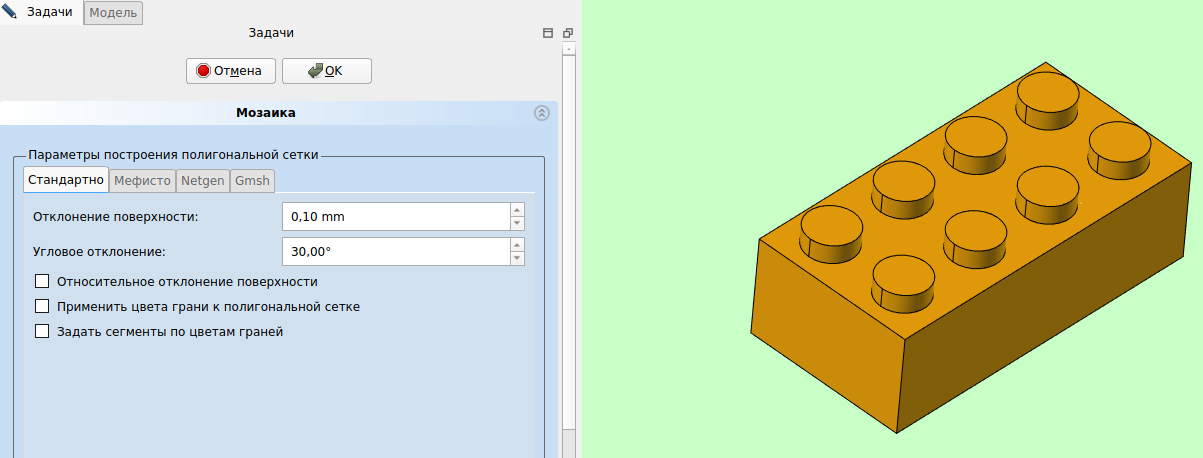 Задачи
Модель
Задачи
Отмена
OK
Мозаика
Параметры построения полигональной сетки
Стандартно
Мефисто
Netgen
Gmsh
Отклонение поверхности:
0,10 mm
Угловое отклонение:
30,00°
Относительное отклонение поверхности
Применить цвета грани к полигональной сетке
Задать сегменты по цветам граней